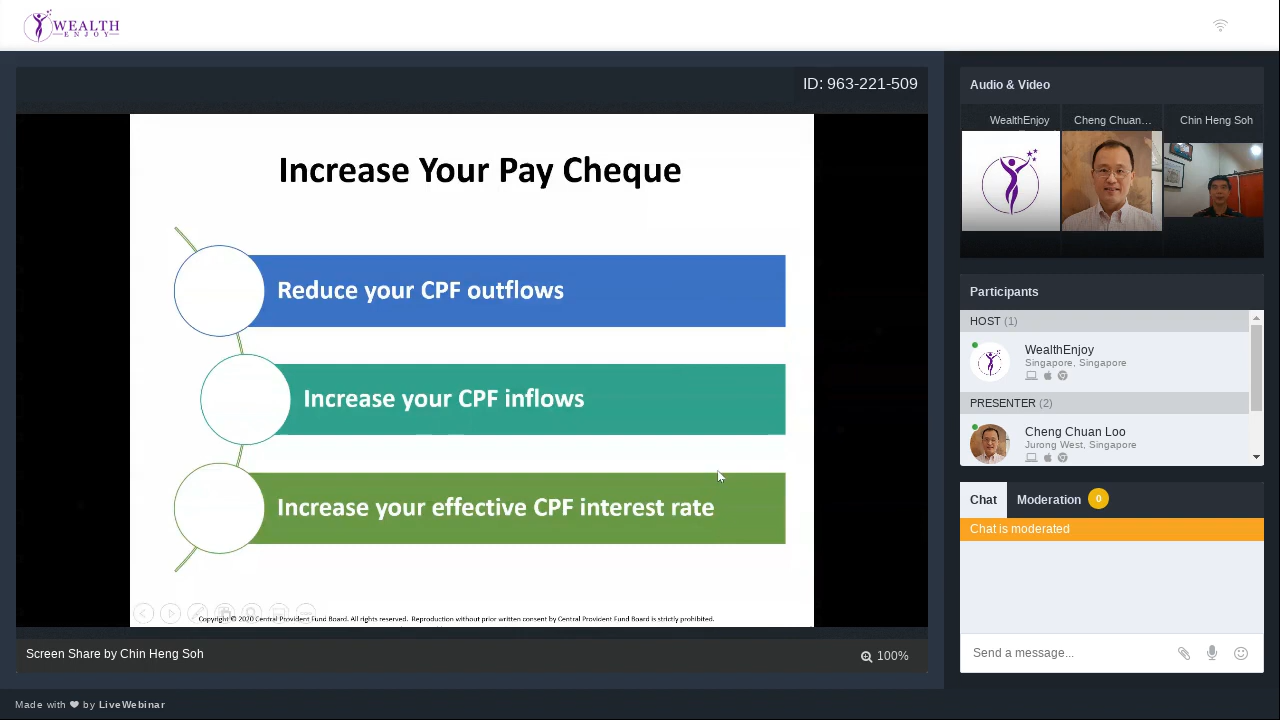 WEALTH
ENJOY
ID: 963-221-509
Increase Your Pay Cheque
Reduce your CPF outflows
Increase your CPF inflows
Increase your effective CPF interest rate
Copyright © 2020 Central Provident Fund Board. All rights reserved. Reproduction without prior written consent by Central Provident Fund Board is strictly prohibited.
Screen Share by Chin Heng Soh
100%
Audio & Video
WealthEnjoy
Cheng Chuan...
Chin Heng Soh
Participants
HOST (1)
WealthEnjoy
Singapore, Singapore
PRESENTER (2)
Cheng Chuan Loo
Jurong West, Singapore
Chat
Moderation 0
Chat is moderated
Send a message...
Made with ❤ by LiveWebinar